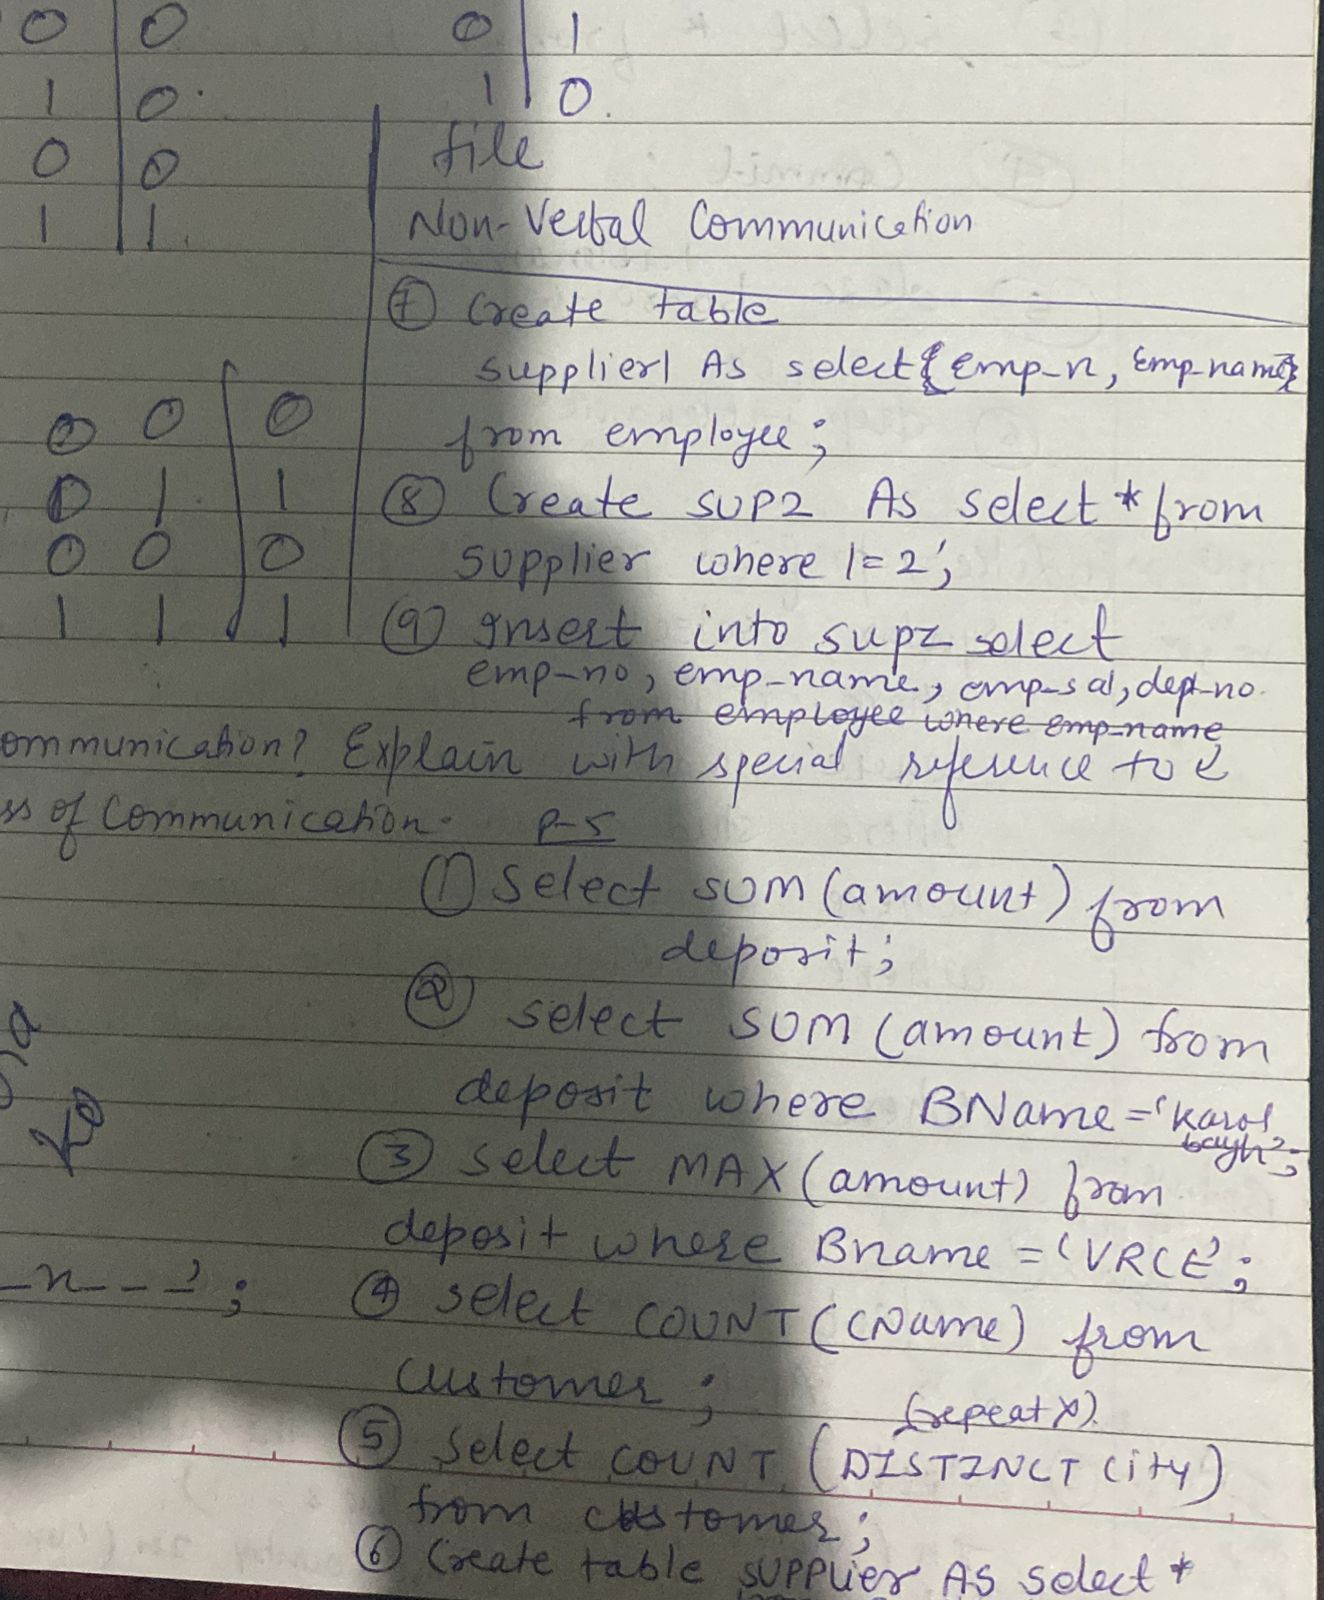 0 | 0
0 | 1
1 | 0
1 | 0
0 | 0
file
1 | 1
Non-Verbal Communication
⑦ Create table
supplier1 As select {emp-n, Emp-name}
from employee;
0 0 | 0
0 1 | 1
⑧ Create SUP2 As select * from
0 0 | 0
supplier where 1=2;
1 1 | 1
⑨ Insert into sup2 select
emp-no, emp-name, emp-sal, dept-no.
from employee where emp-name
ommunication? Explain with special reference to
ss of Communication. P-5
① Select SUM (amount) from
deposit;
② select SUM (amount) from
deposit where BName = 'Karol
bagh';
③ select MAX (amount) from
deposit where Bname = 'VRCE';
_n_ _ _';
④ select COUNT (CName) from
customer;
(repeat x)
⑤ Select COUNT (DISTINCT City)
from customer;
⑥ Create table SUPPLIER As select *